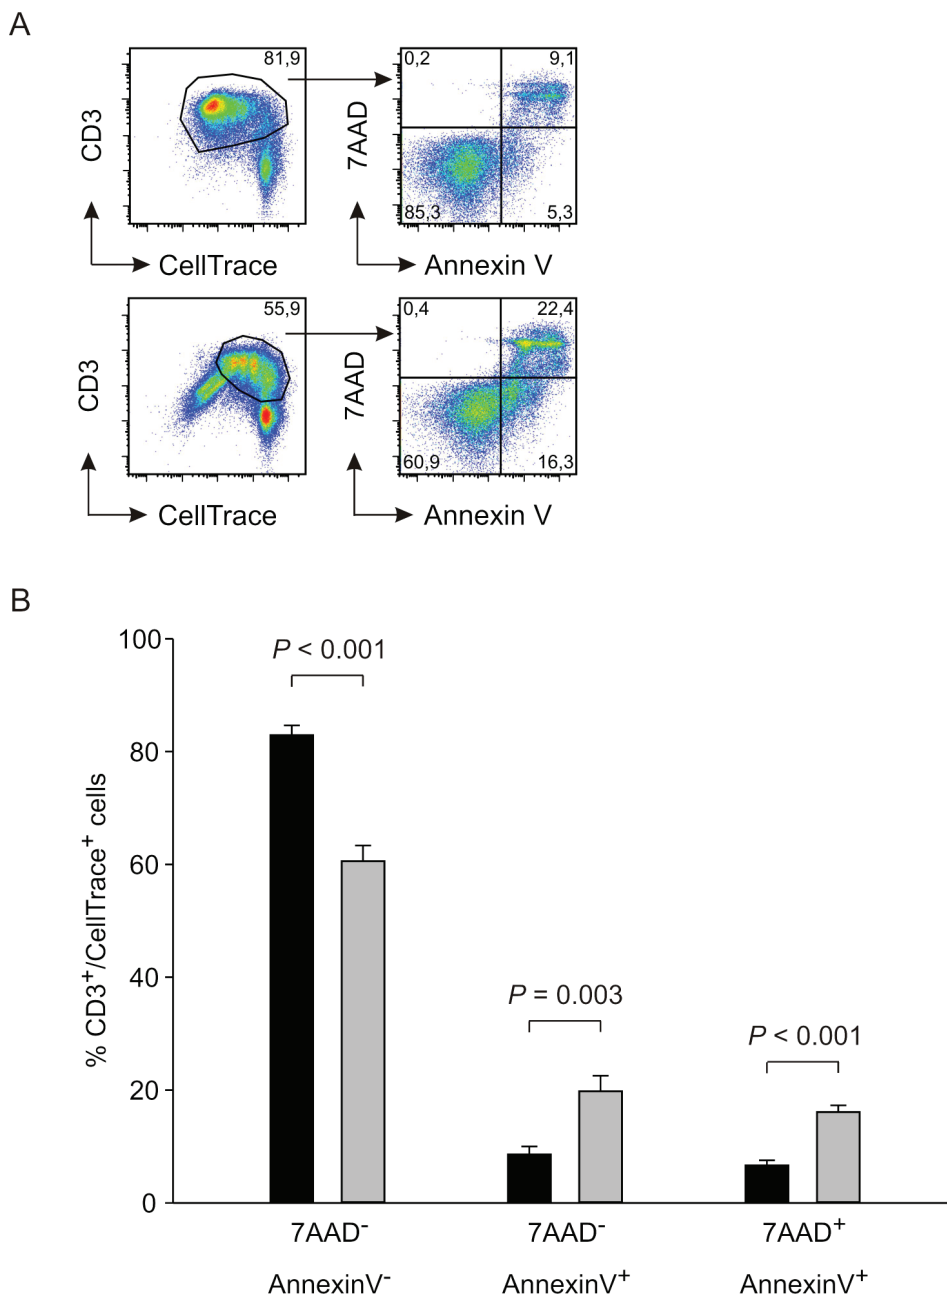 A
81,9
CD3
CellTrace
0,2 9,1
7AAD
85,3 5,3
Annexin V
55,9
CD3
CellTrace
0,4 22,4
7AAD
60,9 16,3
Annexin V
B
% CD3⁺/CellTrace⁺ cells
100
80
60
40
20
0
P < 0.001
P = 0.003
P < 0.001
7AAD⁻ 7AAD⁻ 7AAD⁺
AnnexinV⁻ AnnexinV⁺ AnnexinV⁺